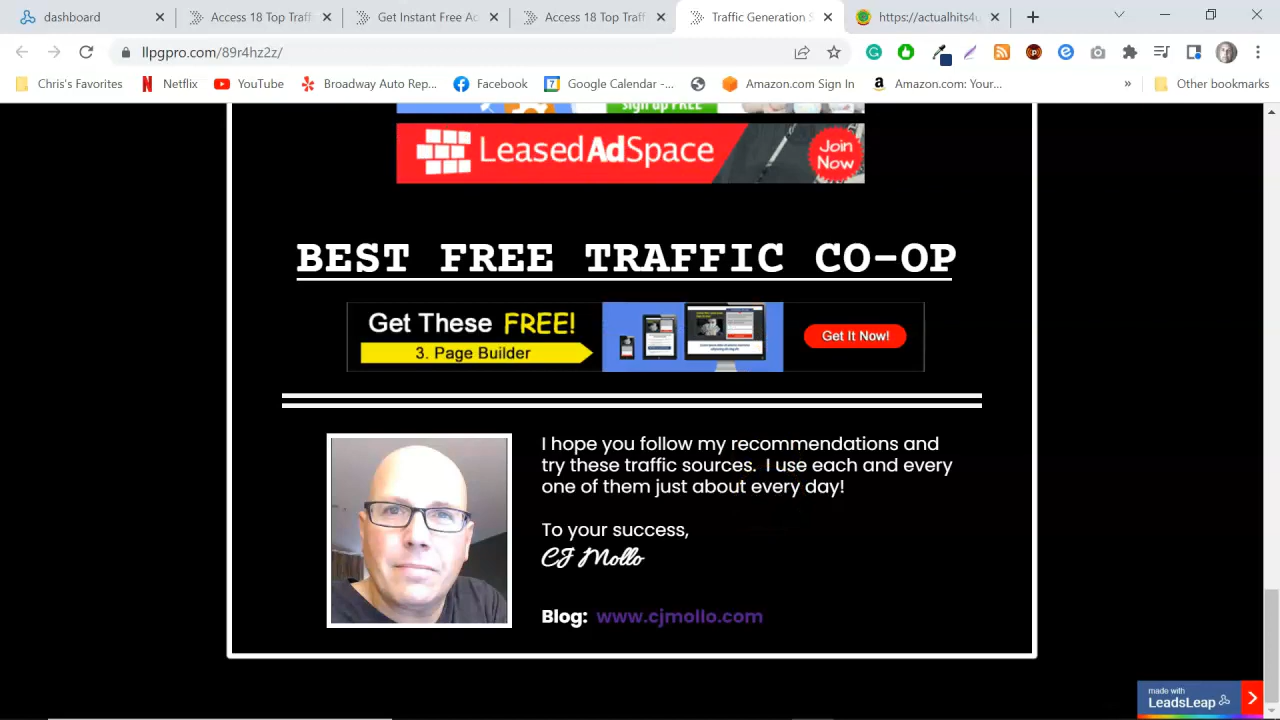 dashboard
Access 18 Top Traff
Get Instant Free Ac
Access 18 Top Traff
Traffic Generation S
https://actualhits4u
llpgpro.com/89r4hz2z/
Chris's Favorites
Netflix
YouTube
Broadway Auto Rep...
Facebook
Google Calendar -...
Amazon.com Sign In
Amazon.com: Your...
»
Other bookmarks
sign up FREE
LeasedAdSpace
Join
Now
BEST FREE TRAFFIC CO-OP
Get These FREE!
3. Page Builder
Get It Now!
I hope you follow my recommendations and
try these traffic sources. I use each and every
one of them just about every day!
To your success,
CJ Mollo
Blog: www.cjmollo.com
made with
LeadsLeap